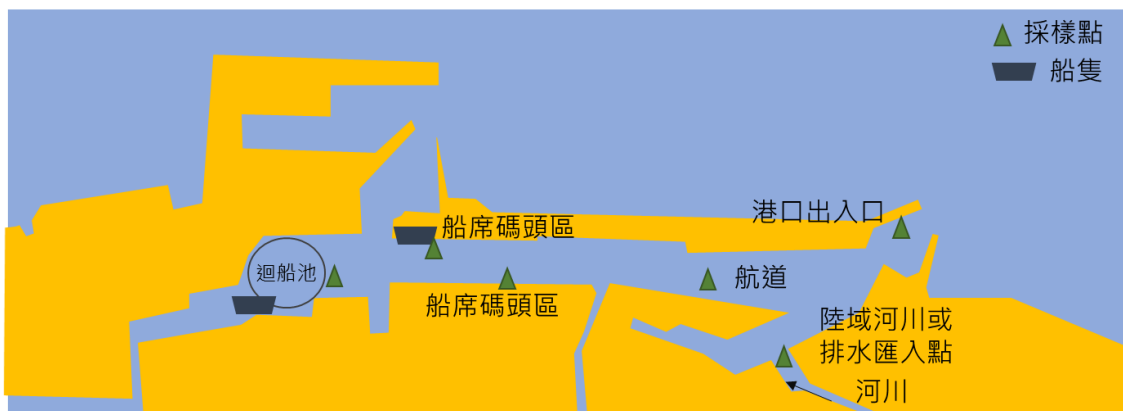 採樣點
船隻
港口出入口
船席碼頭區
迴船池
航道
船席碼頭區
陸域河川或
排水匯入點
河川